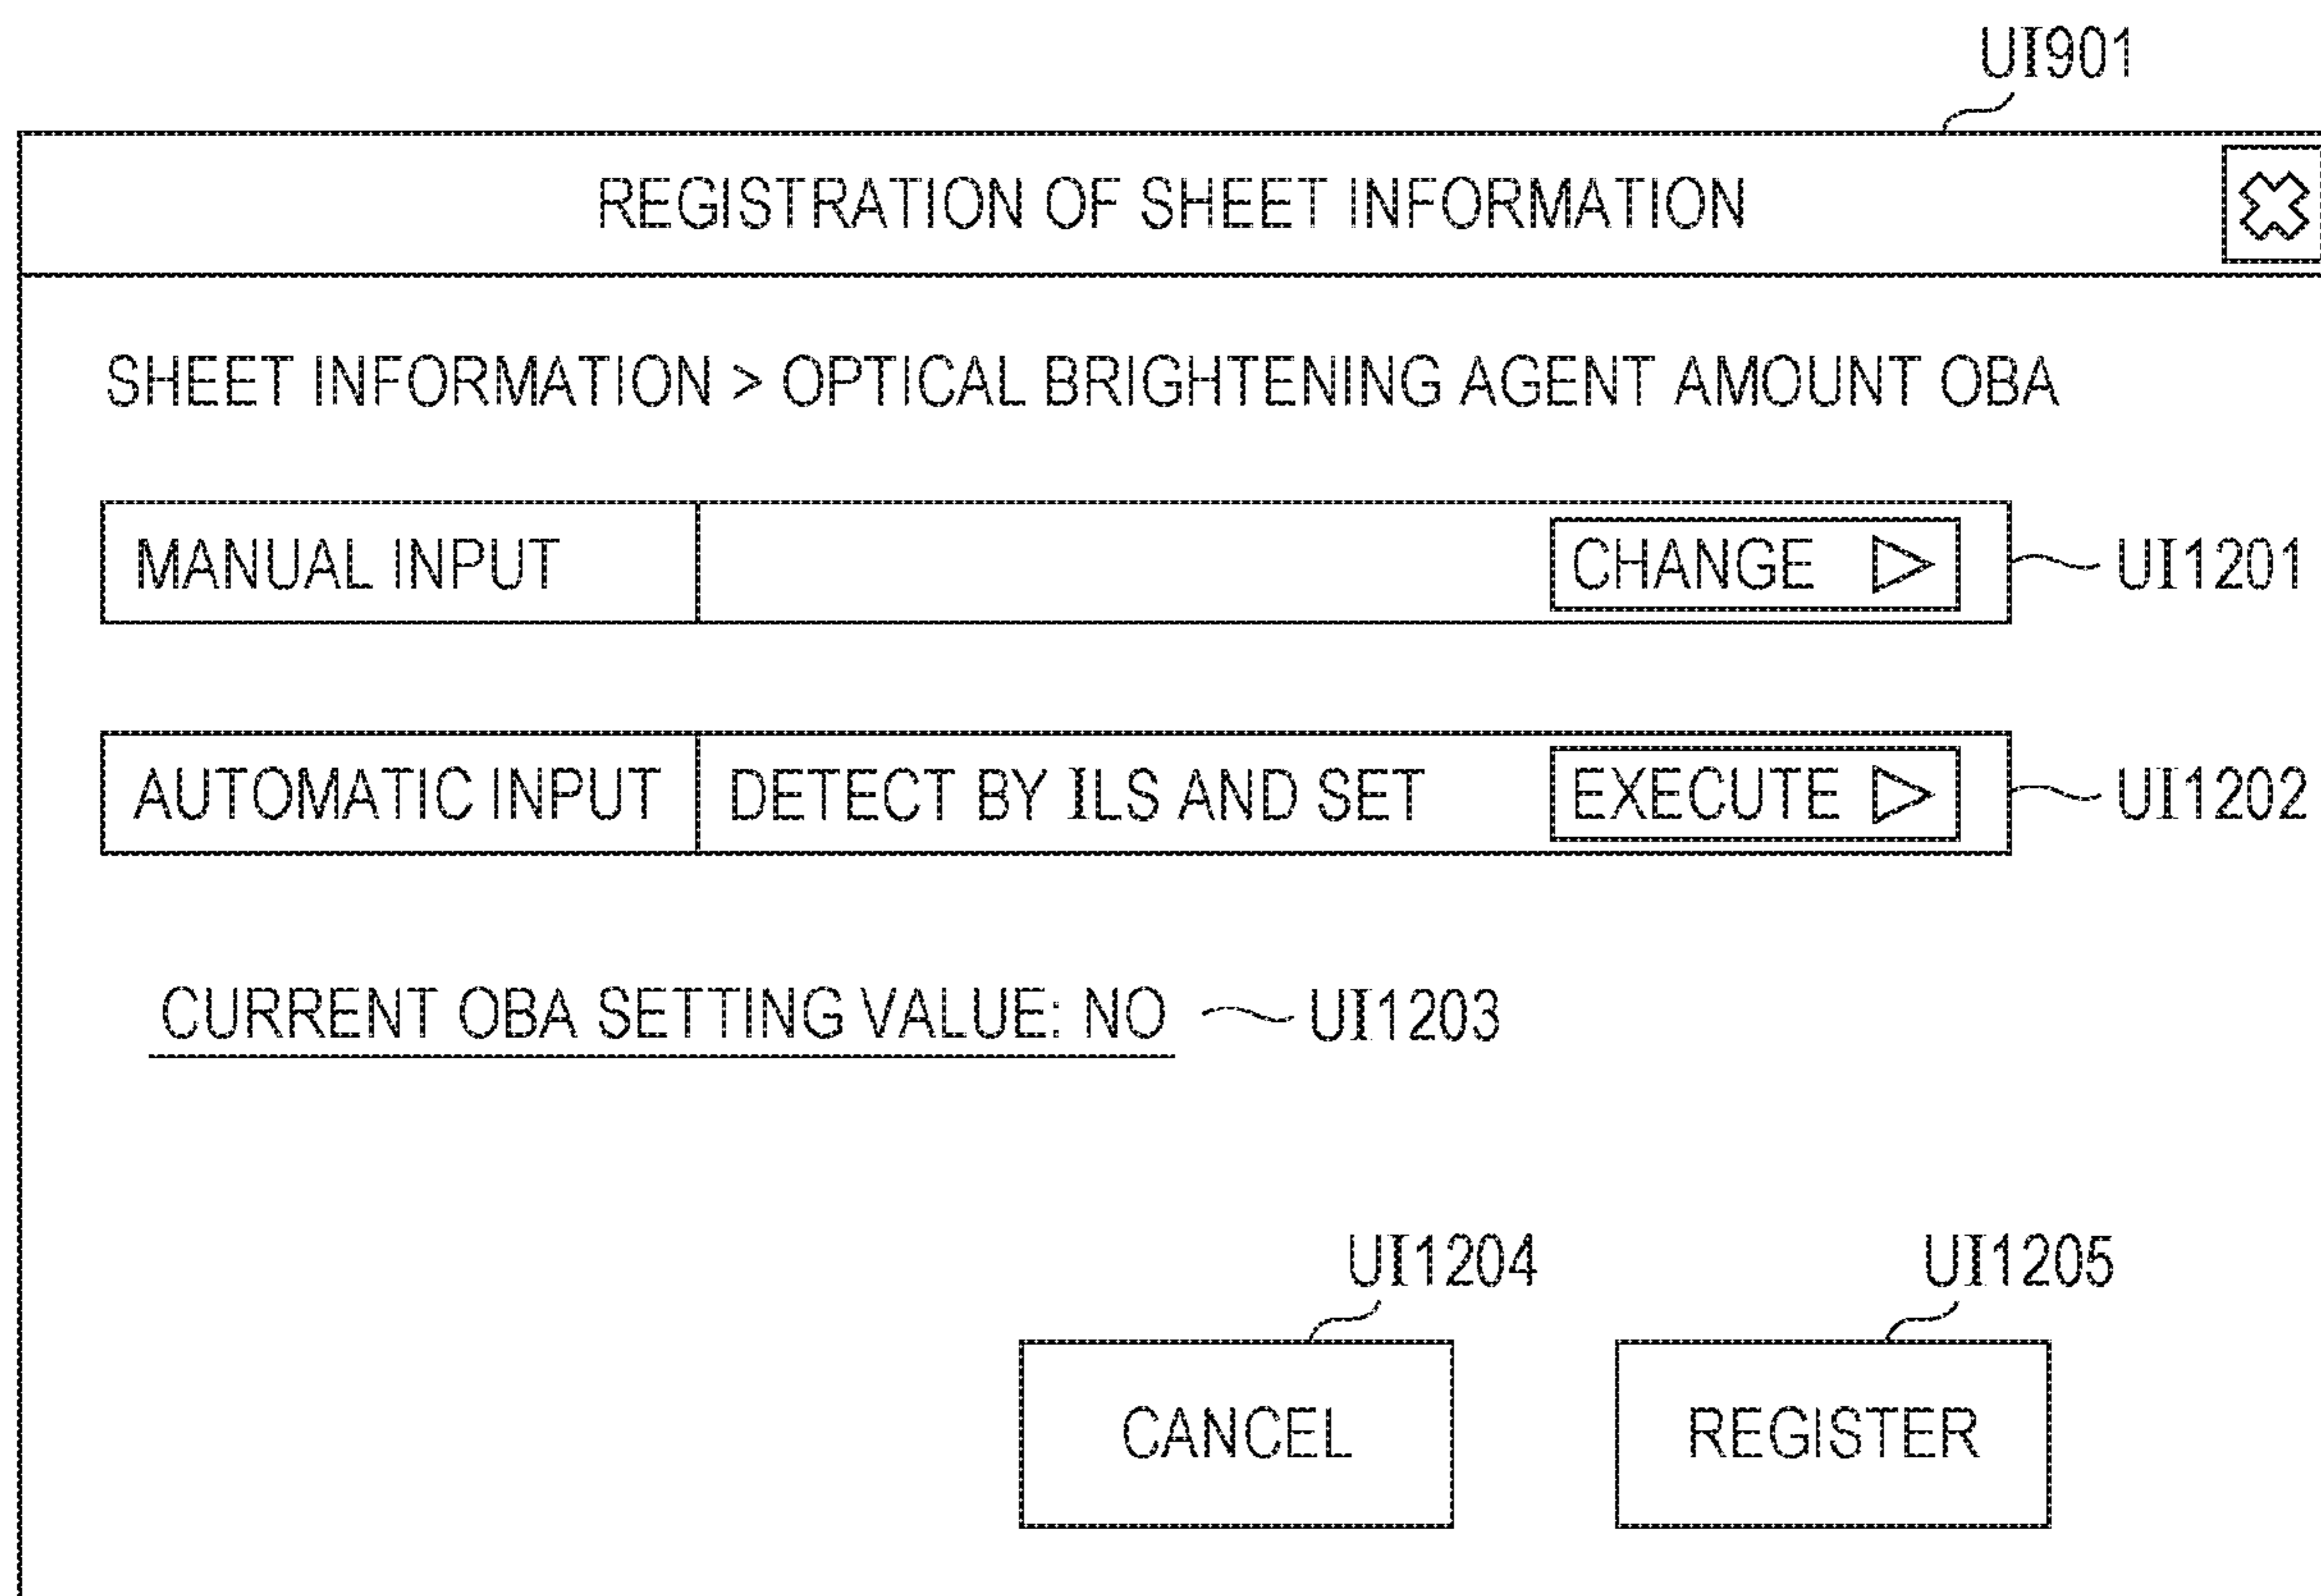 UI901
REGISTRATION OF SHEET INFORMATION
SHEET INFORMATION > OPTICAL BRIGHTENING AGENT AMOUNT OBA
MANUAL INPUT CHANGE UI1201
AUTOMATIC INPUT DETECT BY ILS AND SET EXECUTE UI1202
CURRENT OBA SETTING VALUE: NO UI1203
UI1204 UI1205
CANCEL REGISTER